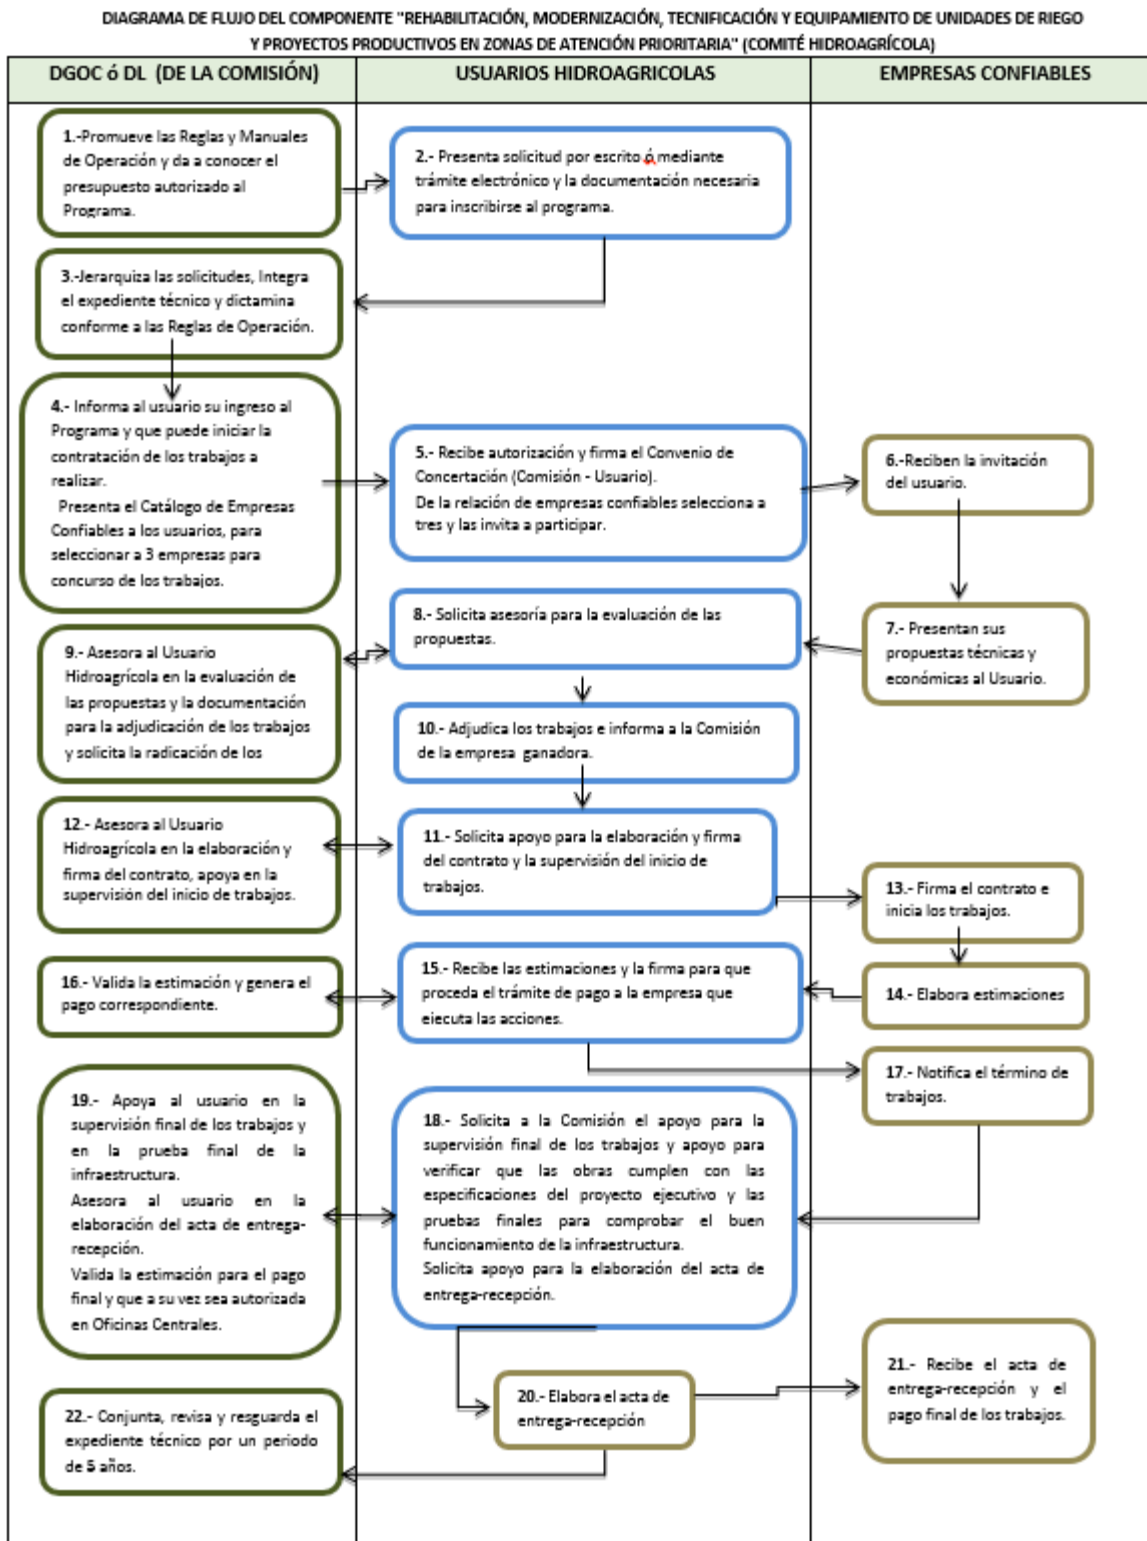 DIAGRAMA DE FLUJO DEL COMPONENTE "REHABILITACIÓN, MODERNIZACIÓN, TECNIFICACIÓN Y EQUIPAMIENTO DE UNIDADES DE RIEGO
Y PROYECTOS PRODUCTIVOS EN ZONAS DE ATENCIÓN PRIORITARIA" (COMITÉ HIDROAGRÍCOLA)
DGOC ó DL (DE LA COMISIÓN)
USUARIOS HIDROAGRICOLAS
EMPRESAS CONFIABLES
1.-Promueve las Reglas y Manuales
de Operación y da a conocer el
presupuesto autorizado al
Programa.
2.- Presenta solicitud por escrito ó mediante
trámite electrónico y la documentación necesaria
para inscribirse al programa.
3.-Jerarquiza las solicitudes, Integra
el expediente técnico y dictamina
conforme a las Reglas de Operación.
4.- Informa al usuario su ingreso al
Programa y que puede iniciar la
contratación de los trabajos a
realizar.
Presenta el Catálogo de Empresas
Confiables a los usuarios, para
seleccionar a 3 empresas para
concurso de los trabajos.
5.- Recibe autorización y firma el Convenio de
Concertación (Comisión - Usuario).
De la relación de empresas confiables selecciona a
tres y las invita a participar.
6.-Reciben la invitación
del usuario.
7.- Presentan sus
propuestas técnicas y
económicas al Usuario.
8.- Solicita asesoría para la evaluación de las
propuestas.
9.- Asesora al Usuario
Hidroagrícola en la evaluación de
las propuestas y la documentación
para la adjudicación de los trabajos
y solicita la radicación de los
10.- Adjudica los trabajos e informa a la Comisión
de la empresa ganadora.
11.- Solicita apoyo para la elaboración y firma
del contrato y la supervisión del inicio de
trabajos.
12.- Asesora al Usuario
Hidroagrícola en la elaboración y
firma del contrato, apoya en la
supervisión del inicio de trabajos.
13.- Firma el contrato e
inicia los trabajos.
14.- Elabora estimaciones
15.- Recibe las estimaciones y la firma para que
proceda el trámite de pago a la empresa que
ejecuta las acciones.
16.- Valida la estimación y genera el
pago correspondiente.
17.- Notifica el término de
trabajos.
18.- Solicita a la Comisión el apoyo para la
supervisión final de los trabajos y apoyo para
verificar que las obras cumplen con las
especificaciones del proyecto ejecutivo y las
pruebas finales para comprobar el buen
funcionamiento de la infraestructura.
Solicita apoyo para la elaboración del acta de
entrega-recepción.
19.- Apoya al usuario en la
supervisión final de los trabajos y
en la prueba final de la
infraestructura.
Asesora al usuario en la
elaboración del acta de entrega-
recepción.
Valida la estimación para el pago
final y que a su vez sea autorizada
en Oficinas Centrales.
20.- Elabora el acta de
entrega-recepción
21.- Recibe el acta de
entrega-recepción y el
pago final de los trabajos.
22.- Conjunta, revisa y resguarda el
expediente técnico por un periodo
de 5 años.